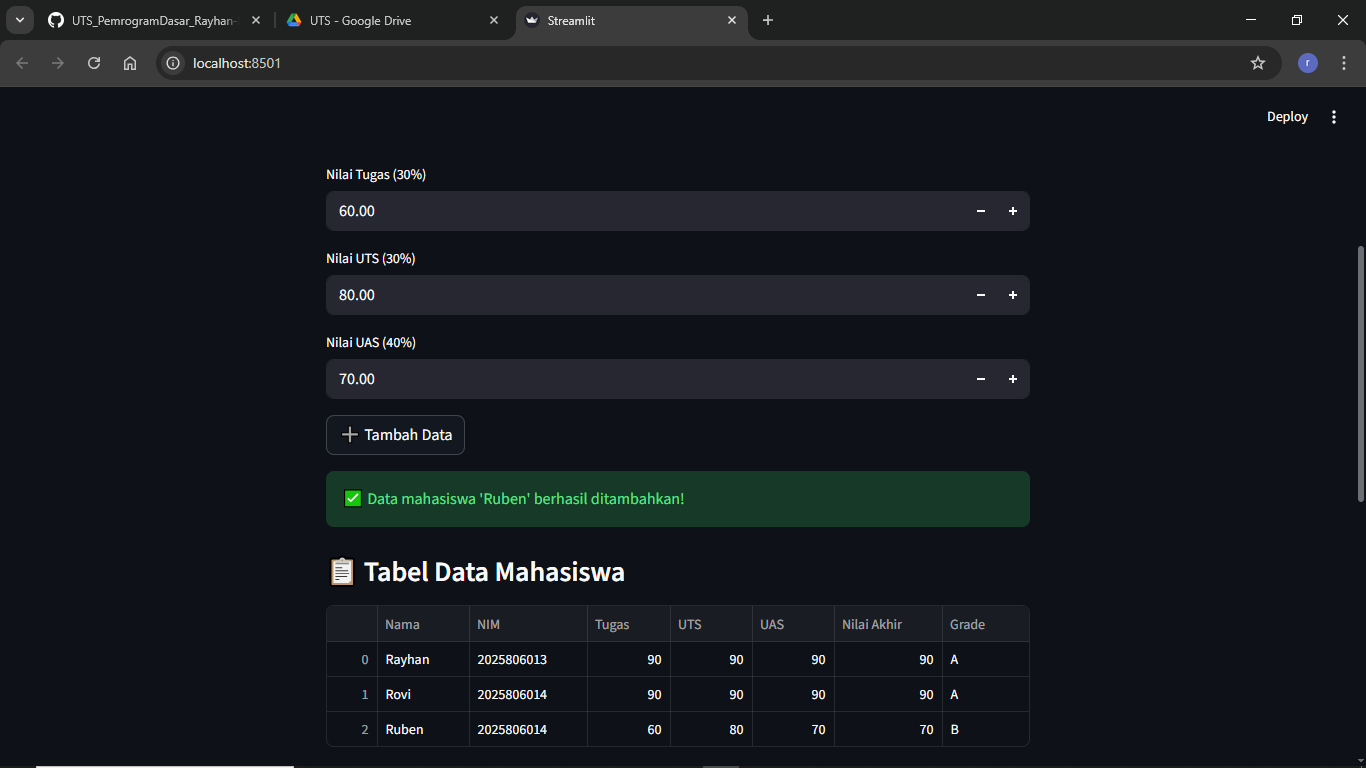 UTS_PemrogramDasar_Rayhan-
UTS - Google Drive
Streamlit
localhost:8501
r
Deploy
Nilai Tugas (30%)
60.00
Nilai UTS (30%)
80.00
Nilai UAS (40%)
70.00
Tambah Data
Data mahasiswa 'Ruben' berhasil ditambahkan!
Tabel Data Mahasiswa
Nama NIM Tugas UTS UAS Nilai Akhir Grade
0 Rayhan 2025806013 90 90 90 90 A
1 Rovi 2025806014 90 90 90 90 A
2 Ruben 2025806014 60 80 70 70 B